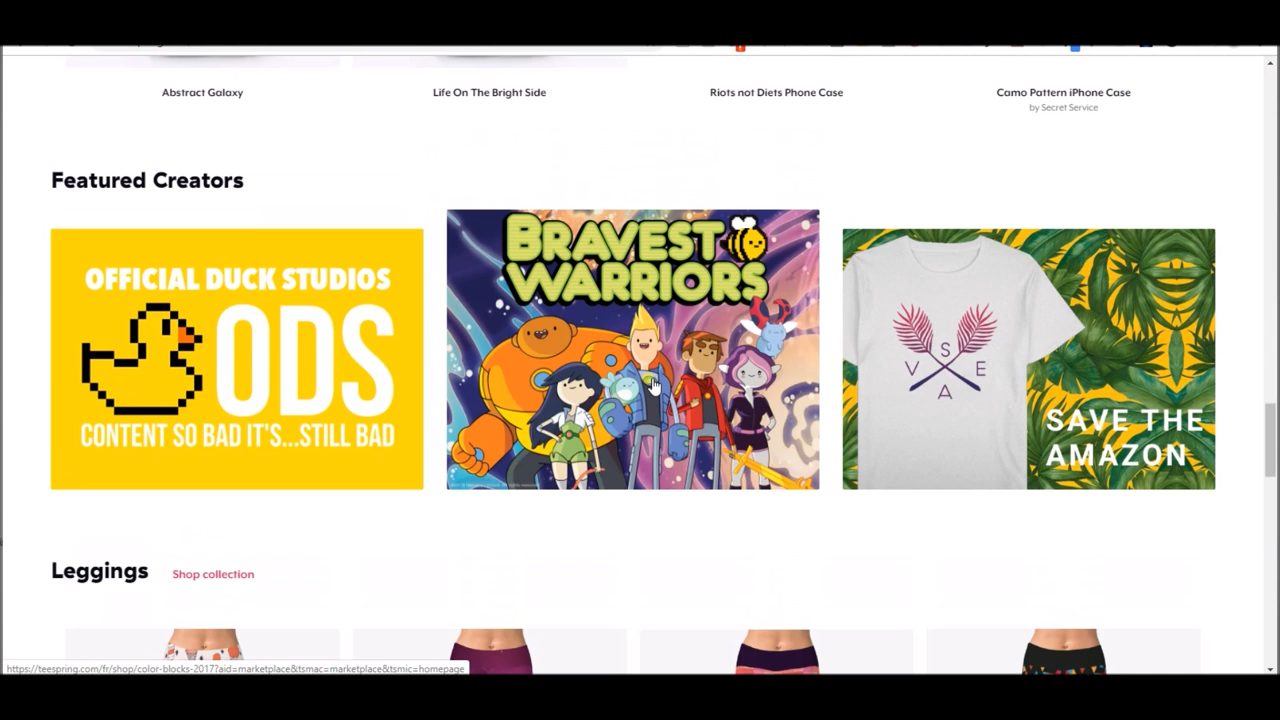 Abstract Galaxy
Life On The Bright Side
Riots not Diets Phone Case
Camo Pattern iPhone Case
by Secret Service
Featured Creators
OFFICIAL DUCK STUDIOS
ODS
CONTENT SO BAD IT'S...STILL BAD
BRAVEST
WARRIORS
S
V E
A
SAVE THE
AMAZON
Leggings
Shop collection
https://teespring.com/fr/shop/color-blocks-2017?aid=marketplace&tsmac=marketplace&tsmic=homepage